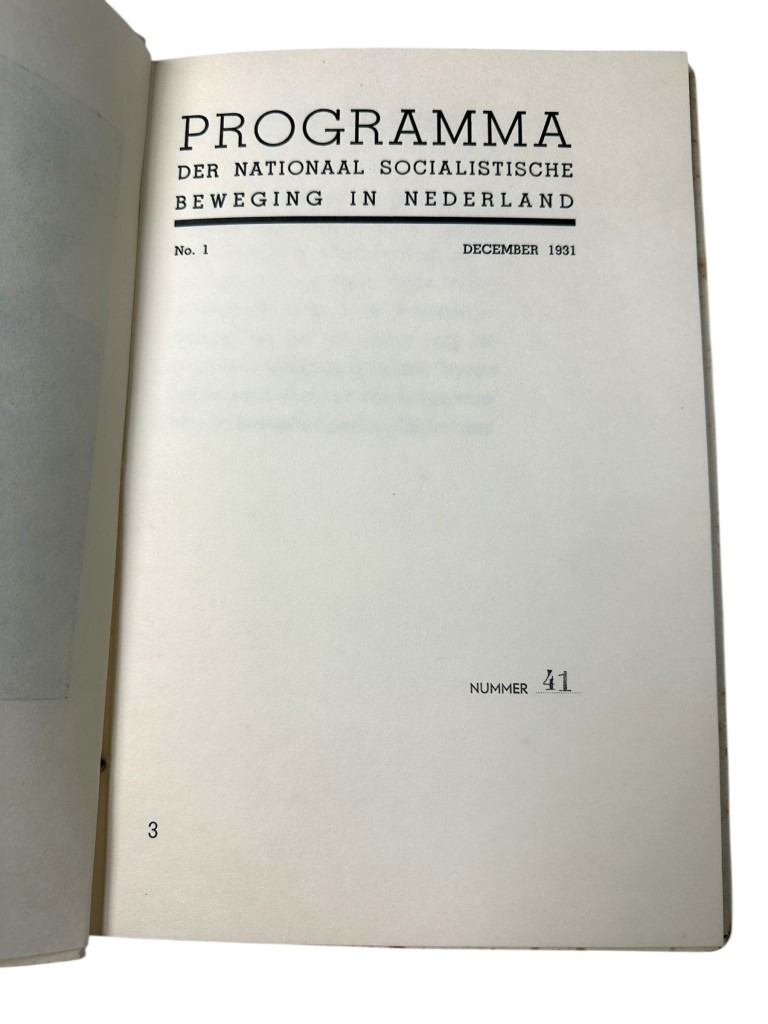 PROGRAMMA
DER NATIONAAL SOCIALISTISCHE
BEWEGING IN NEDERLAND
No. 1 DECEMBER 1931
NUMMER 41
3